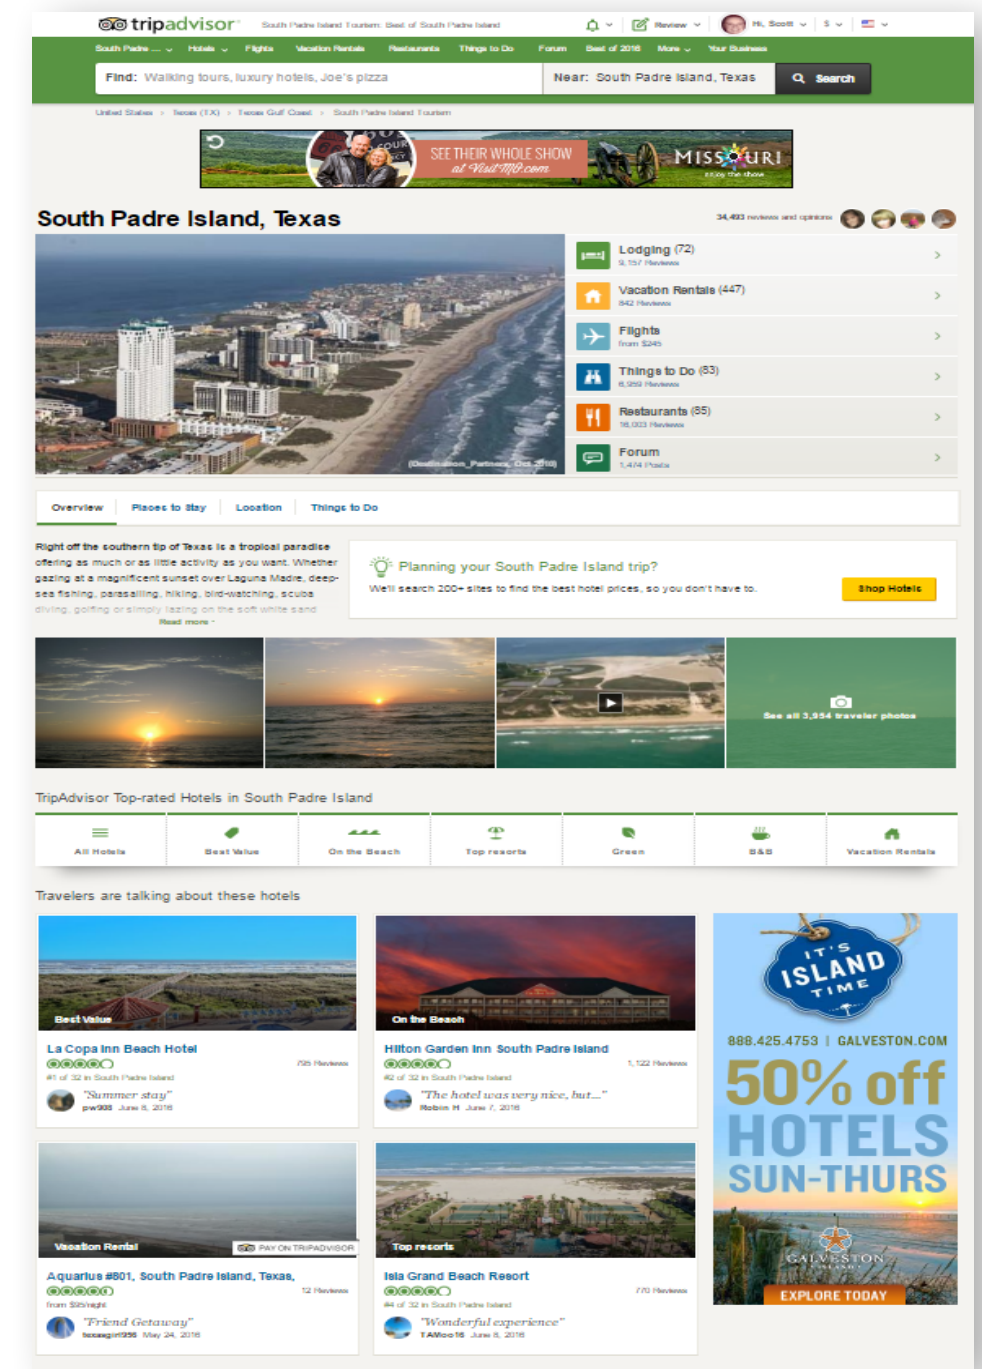 tripadvisor
South Padre Island Tourism: Best of South Padre Island
Review
Hi, Scott
$
South Padre ...
Hotels
Flights
Vacation Rentals
Restaurants
Things to Do
Forum
Best of 2016
More
Your Business
Find: Walking tours, luxury hotels, Joe's pizza
Near: South Padre Island, Texas
Search
United States > Texas (TX) > Texas Gulf Coast > South Padre Island Tourism
SEE THEIR WHOLE SHOW
at VisitMO.com
MISSOURI
enjoy the show
South Padre Island, Texas
34,493 reviews and opinions
Lodging (72)
9,157 Reviews
Vacation Rentals (447)
842 Reviews
Flights
from $245
Things to Do (83)
6,959 Reviews
Restaurants (85)
16,003 Reviews
Forum
1,474 Posts
(Destination_Partners, Oct 2010)
Overview
Places to Stay
Location
Things to Do
Right off the southern tip of Texas is a tropical paradise
offering as much or as little activity as you want. Whether
gazing at a magnificent sunset over Laguna Madre, deep-
sea fishing, parasailing, hiking, bird-watching, scuba
diving, golfing or simply lazing on the soft white sand
Read more
Planning your South Padre Island trip?
We'll search 200+ sites to find the best hotel prices, so you don't have to.
Shop Hotels
See all 3,954 traveler photos
TripAdvisor Top-rated Hotels in South Padre Island
All Hotels
Best Value
On the Beach
Top resorts
Green
B&B
Vacation Rentals
Travelers are talking about these hotels
Best Value
La Copa Inn Beach Hotel
795 Reviews
#1 of 32 in South Padre Island
"Summer stay"
pw908 June 8, 2016
On the Beach
Hilton Garden Inn South Padre Island
1,122 Reviews
#2 of 32 in South Padre Island
"The hotel was very nice, but..."
Robin H June 7, 2016
Vacation Rental
PAY ON TRIPADVISOR
Aquarius #801, South Padre Island, Texas,
12 Reviews
from $95/night
"Friend Getaway"
texasgirl956 May 24, 2016
Top resorts
Isla Grand Beach Resort
770 Reviews
#4 of 32 in South Padre Island
"Wonderful experience"
TAMoo16 June 8, 2016
IT'S
ISLAND
TIME
888.425.4753 | GALVESTON.COM
50% off
HOTELS
SUN-THURS
GALVESTON
ISLAND
EXPLORE TODAY